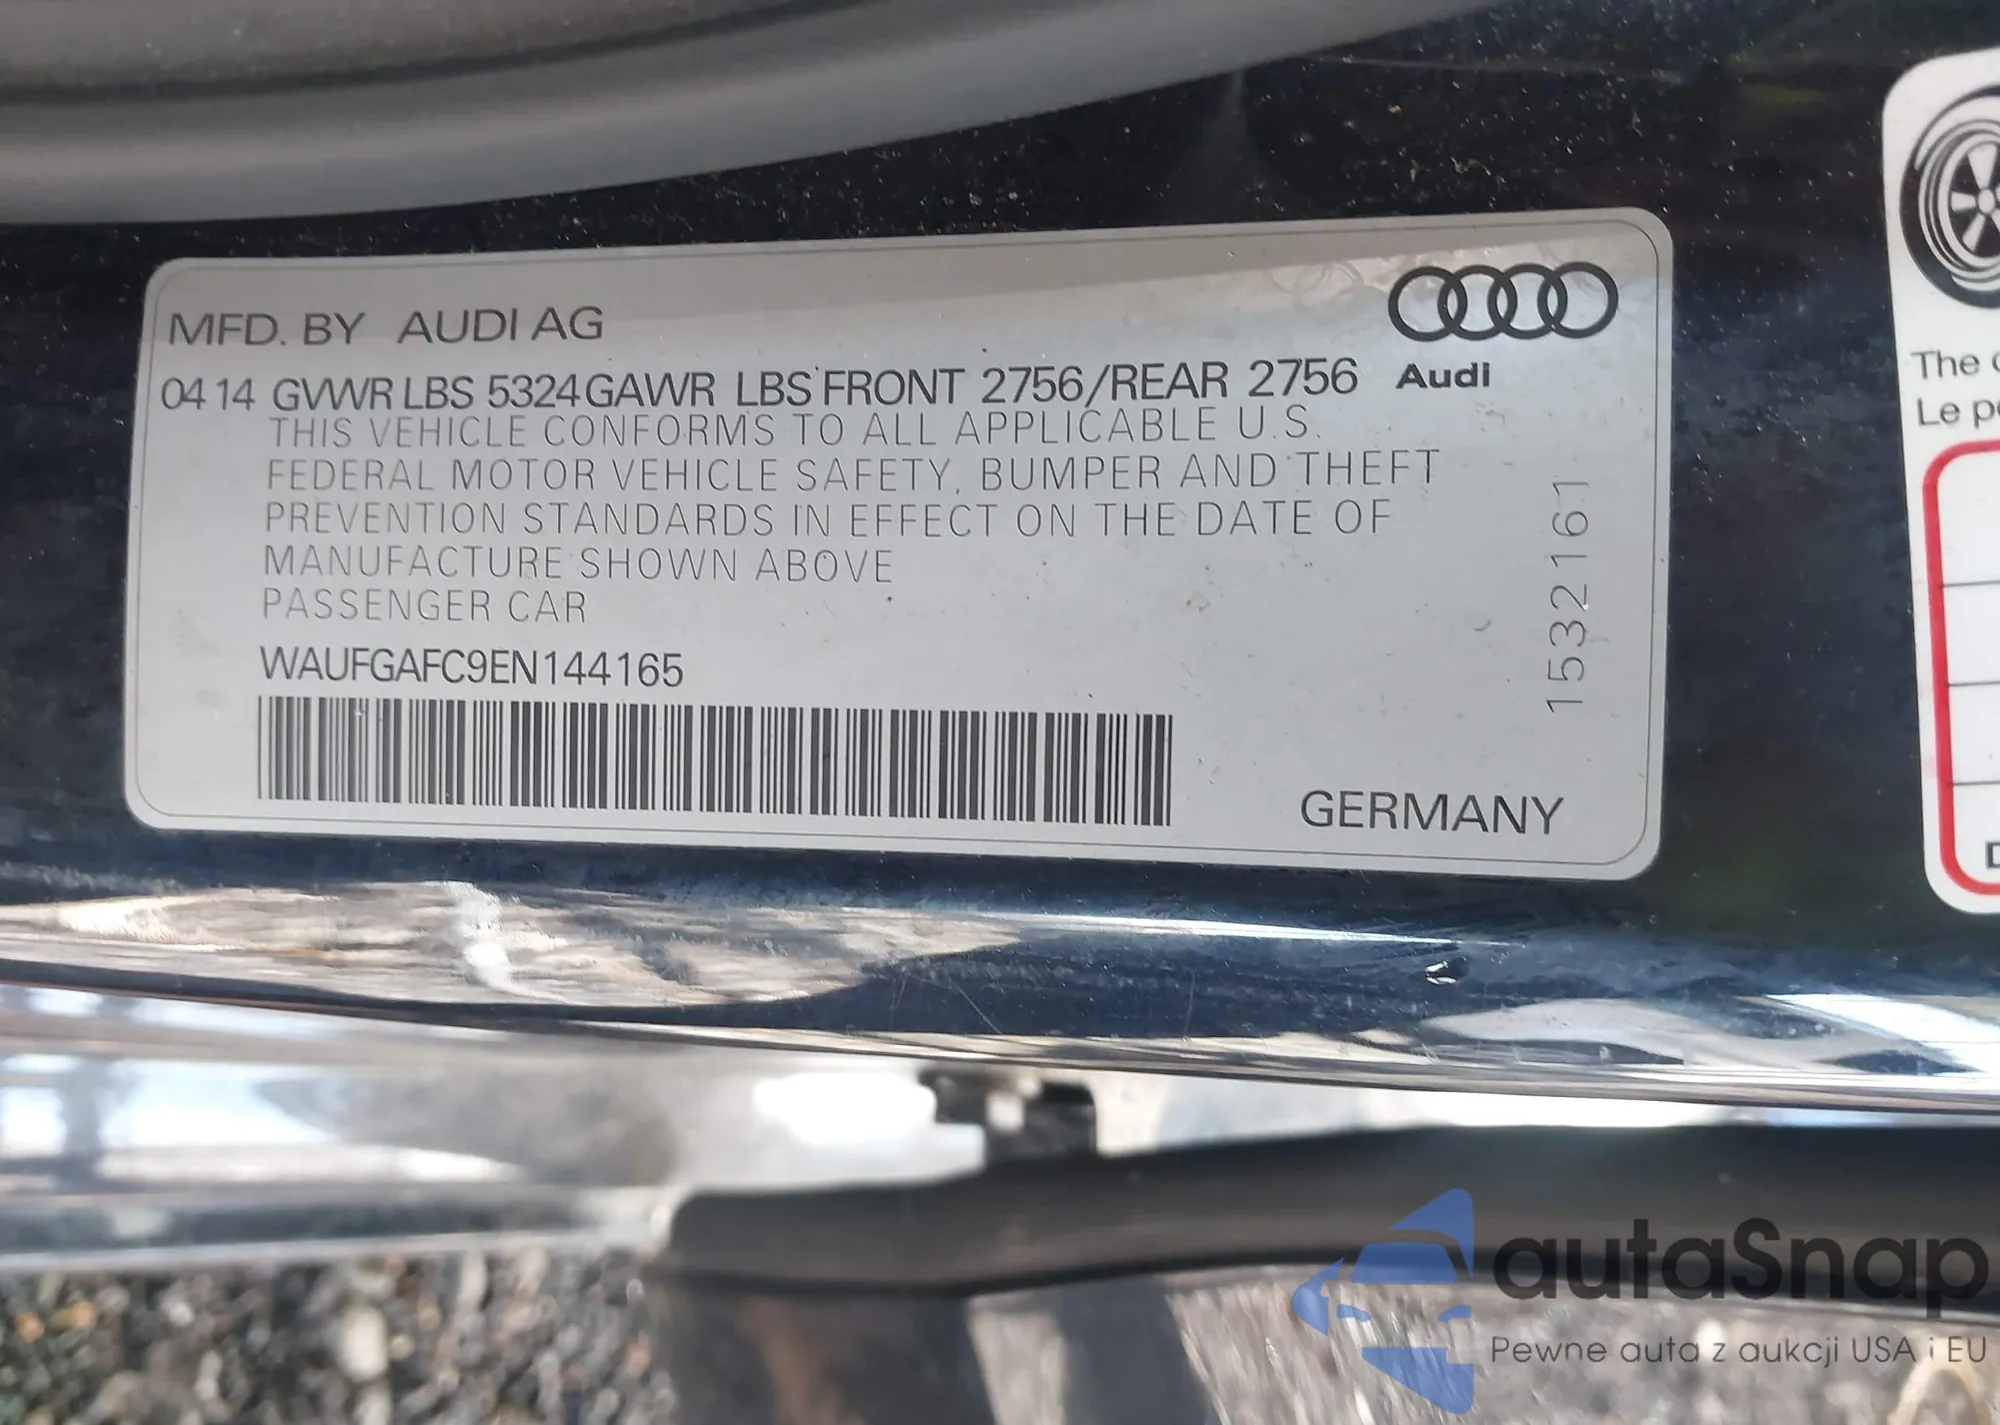 MFD. BY AUDI AG
04 14 GVWR LBS 5324 GAWR LBS FRONT 2756/REAR 2756
Audi
THIS VEHICLE CONFORMS TO ALL APPLICABLE U.S.
FEDERAL MOTOR VEHICLE SAFETY, BUMPER AND THEFT
PREVENTION STANDARDS IN EFFECT ON THE DATE OF
MANUFACTURE SHOWN ABOVE
PASSENGER CAR
WAUFGAFC9EN144165
1532161
GERMANY
The
Le
autaSnap
Pewne auta z aukcji USA i EU